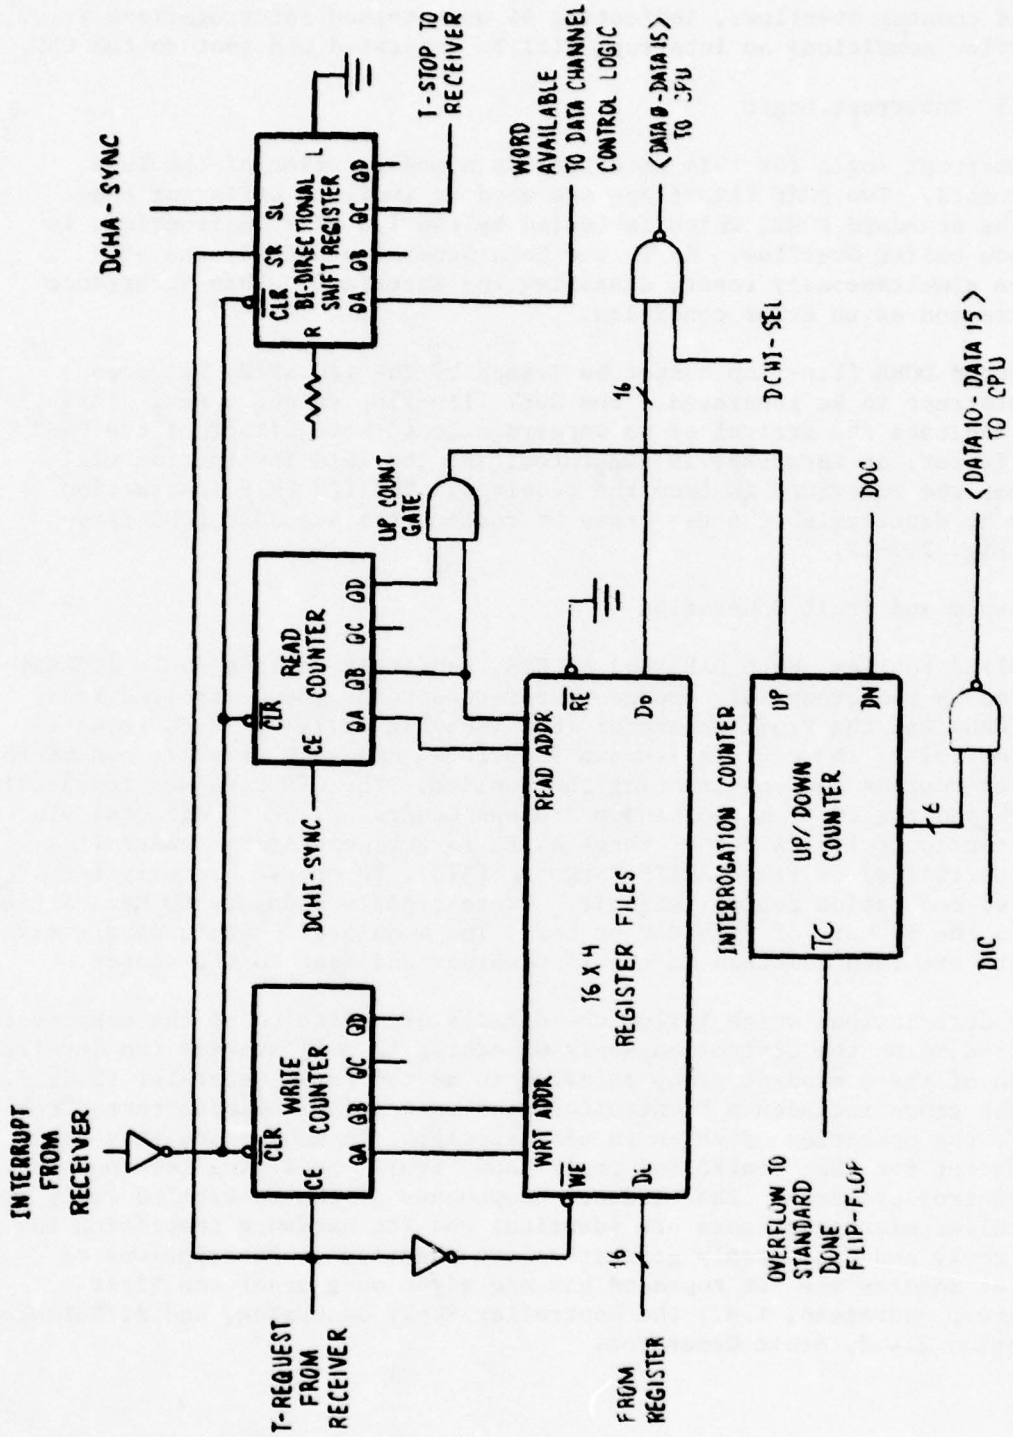 DCHA-SYNC
INTERRUPT
FROM
RECEIVER
CLR
CE
WRITE
COUNTER
QA QB QC QD
T-REQUEST
FROM
RECEIVER
DCHI-SYNC
CLR
CE
READ
COUNTER
QA QB QC QD
UP COUNT
GATE
CLR SR SL
R
BI-DIRECTIONAL
SHIFT REGISTER
L
QA QB QC QD
T-STOP TO
RECEIVER
WORD
AVAILABLE
TO DATA CHANNEL
CONTROL LOGIC
WRT ADDR
READ ADDR
WE
RE
DI
DO
16 X 4
REGISTER FILES
FROM
REGISTER
16
16
DCHI-SEL
<DATA 0-DATA 15>
TO CPU
INTERROGATION COUNTER
TC
UP/DOWN
COUNTER
UP
DN
DOC
OVERFLOW TO
STANDARD
DONE
FLIP-FLOP
6
DIC
<DATA 10-DATA 15>
TO CPU